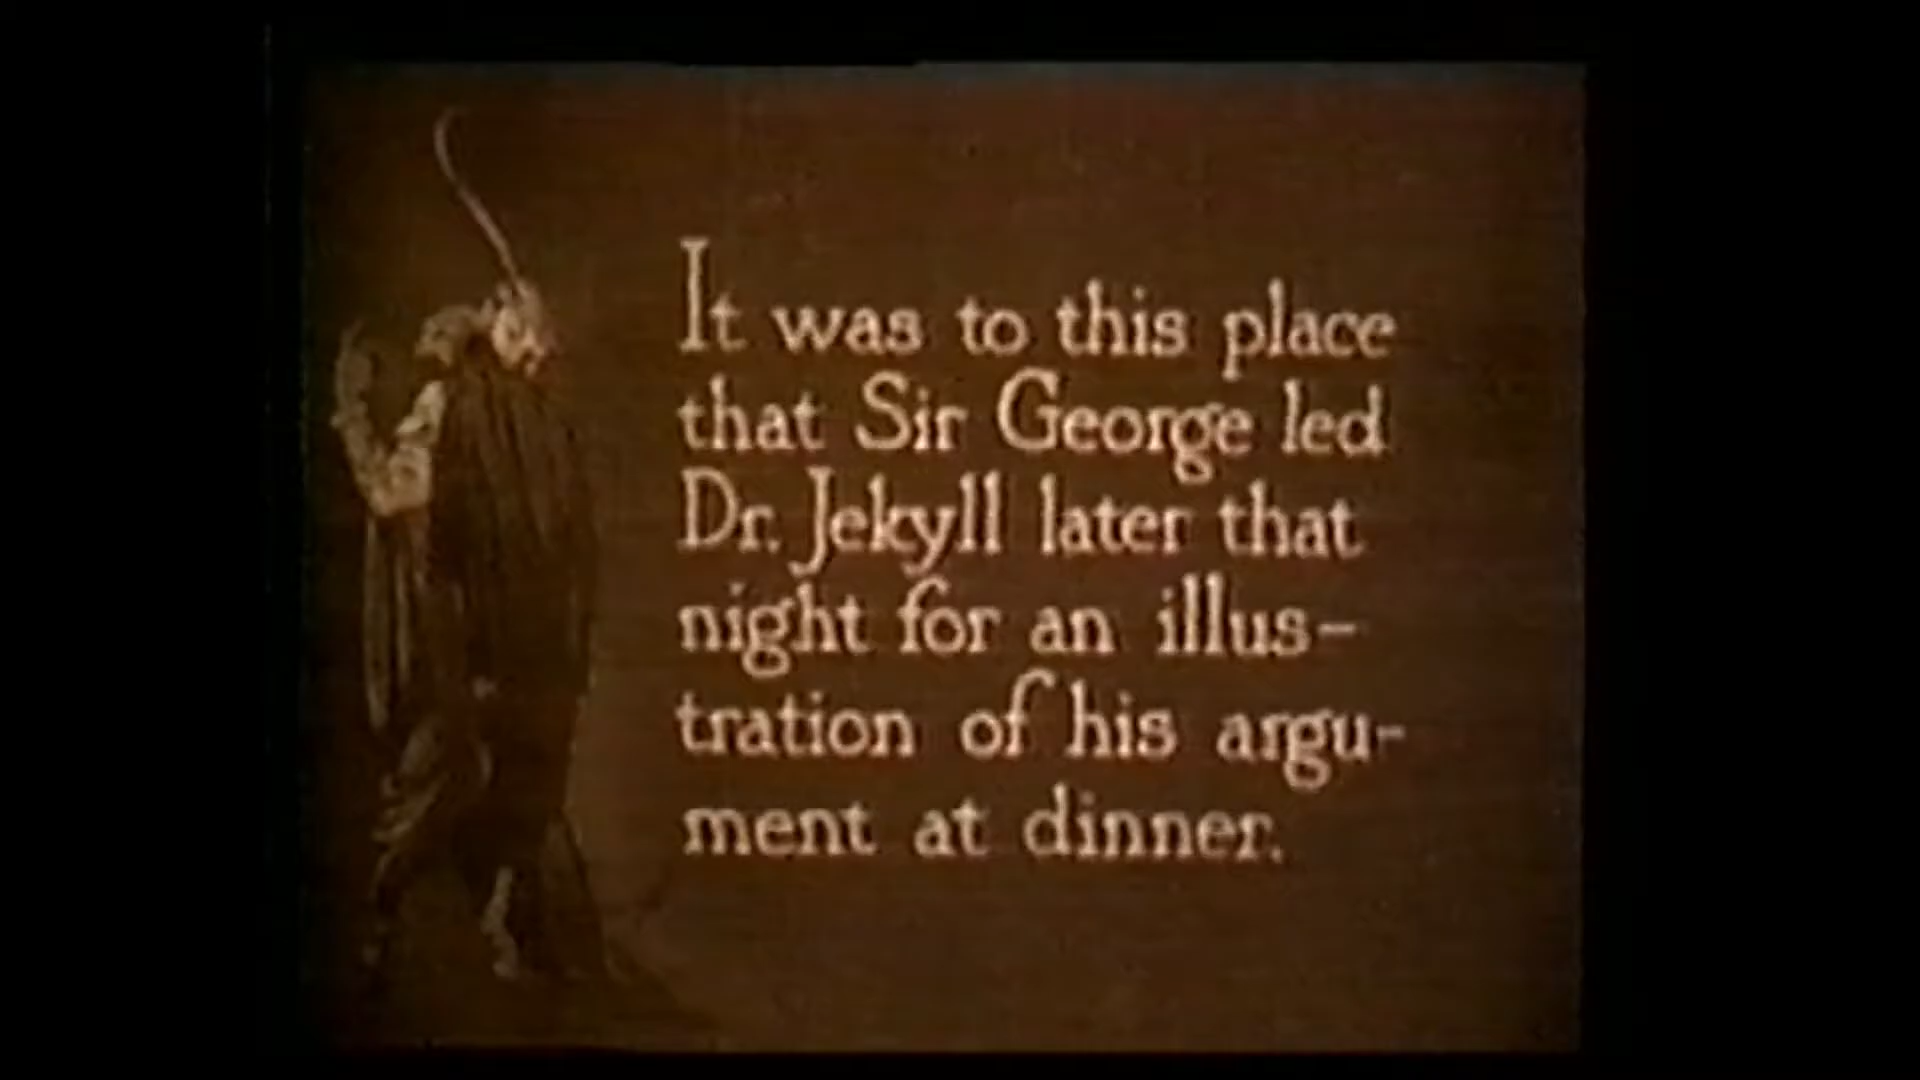 It was to this place
that Sir George led
Dr. Jekyll later that
night for an illus-
tration of his argu-
ment at dinner.